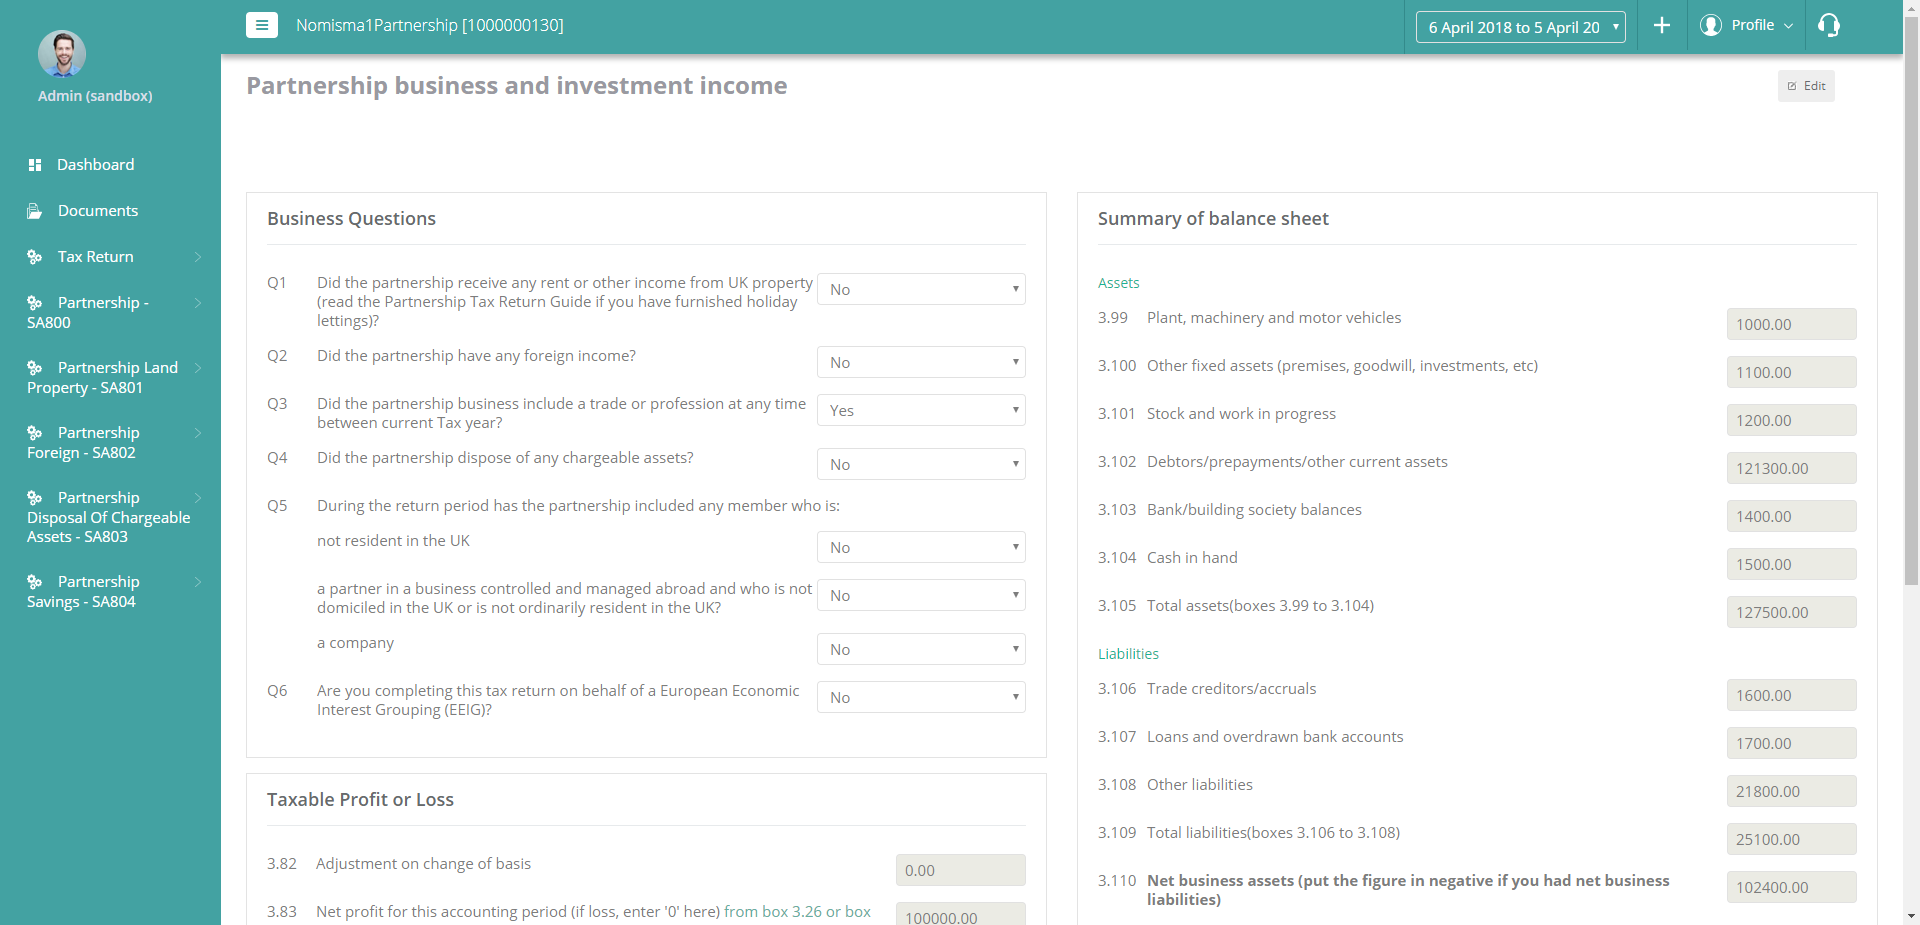 Nomisma1Partnership [1000000130]
6 April 2018 to 5 April 20
Profile
Admin (sandbox)
Dashboard
Documents
Tax Return
Partnership -
SA800
Partnership Land
Property - SA801
Partnership
Foreign - SA802
Partnership
Disposal Of Chargeable
Assets - SA803
Partnership
Savings - SA804
Partnership business and investment income
Edit
Business Questions
Q1 Did the partnership receive any rent or other income from UK property
(read the Partnership Tax Return Guide if you have furnished holiday
lettings)?
No
Q2 Did the partnership have any foreign income?
No
Q3 Did the partnership business include a trade or profession at any time
between current Tax year?
Yes
Q4 Did the partnership dispose of any chargeable assets?
No
Q5 During the return period has the partnership included any member who is:
not resident in the UK
No
a partner in a business controlled and managed abroad and who is not
domiciled in the UK or is not ordinarily resident in the UK?
No
a company
No
Q6 Are you completing this tax return on behalf of a European Economic
Interest Grouping (EEIG)?
No
Taxable Profit or Loss
3.82 Adjustment on change of basis 0.00
3.83 Net profit for this accounting period (if loss, enter '0' here) from box 3.26 or box 100000.00
Summary of balance sheet
Assets
3.99 Plant, machinery and motor vehicles 1000.00
3.100 Other fixed assets (premises, goodwill, investments, etc) 1100.00
3.101 Stock and work in progress 1200.00
3.102 Debtors/prepayments/other current assets 121300.00
3.103 Bank/building society balances 1400.00
3.104 Cash in hand 1500.00
3.105 Total assets(boxes 3.99 to 3.104) 127500.00
Liabilities
3.106 Trade creditors/accruals 1600.00
3.107 Loans and overdrawn bank accounts 1700.00
3.108 Other liabilities 21800.00
3.109 Total liabilities(boxes 3.106 to 3.108) 25100.00
3.110 Net business assets (put the figure in negative if you had net business
liabilities)
102400.00